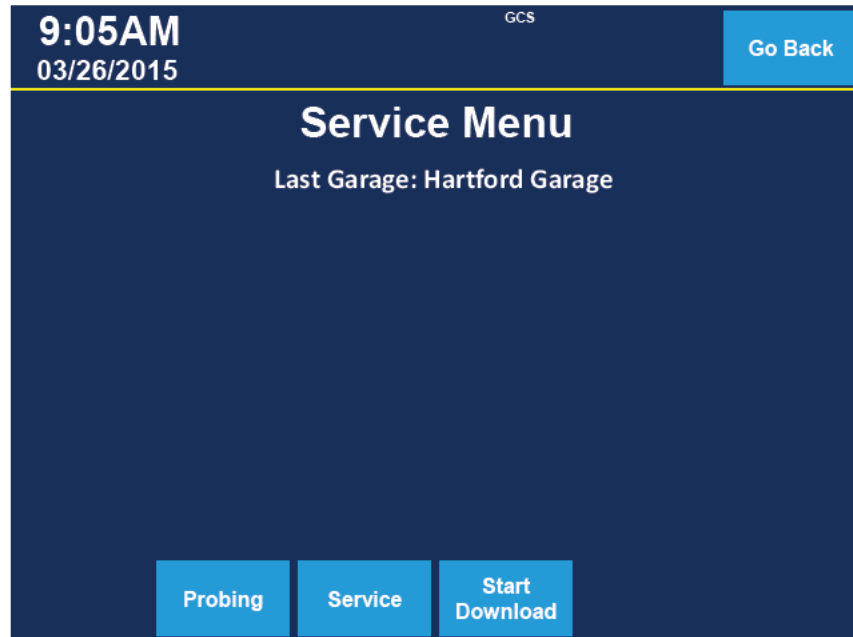 9:05AM
GCS
Go Back
03/26/2015
Service Menu
Last Garage: Hartford Garage
Probing
Service
Start
Download